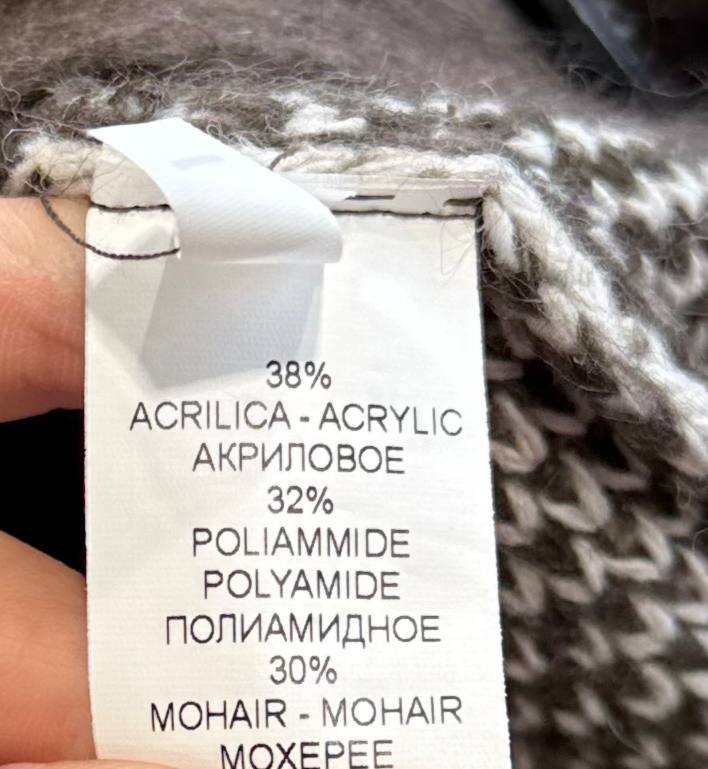 38%
ACRILICA - ACRYLIC
АКРИЛОВОЕ
32%
POLIAMMIDE
POLYAMIDE
ПОЛИАМИДНОЕ
30%
MOHAIR - MOHAIR
МОХЕРЕЕ